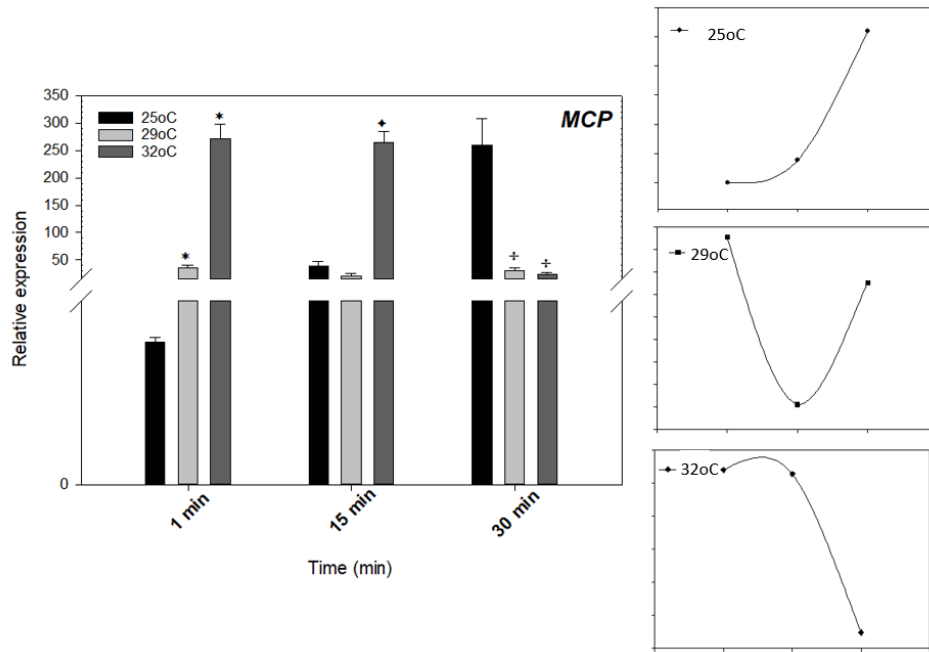 MCP
25oC
29oC
32oC
350
300
250
200
150
100
50
0
Relative expression
1 min
15 min
30 min
Time (min)
25oC
29oC
32oC